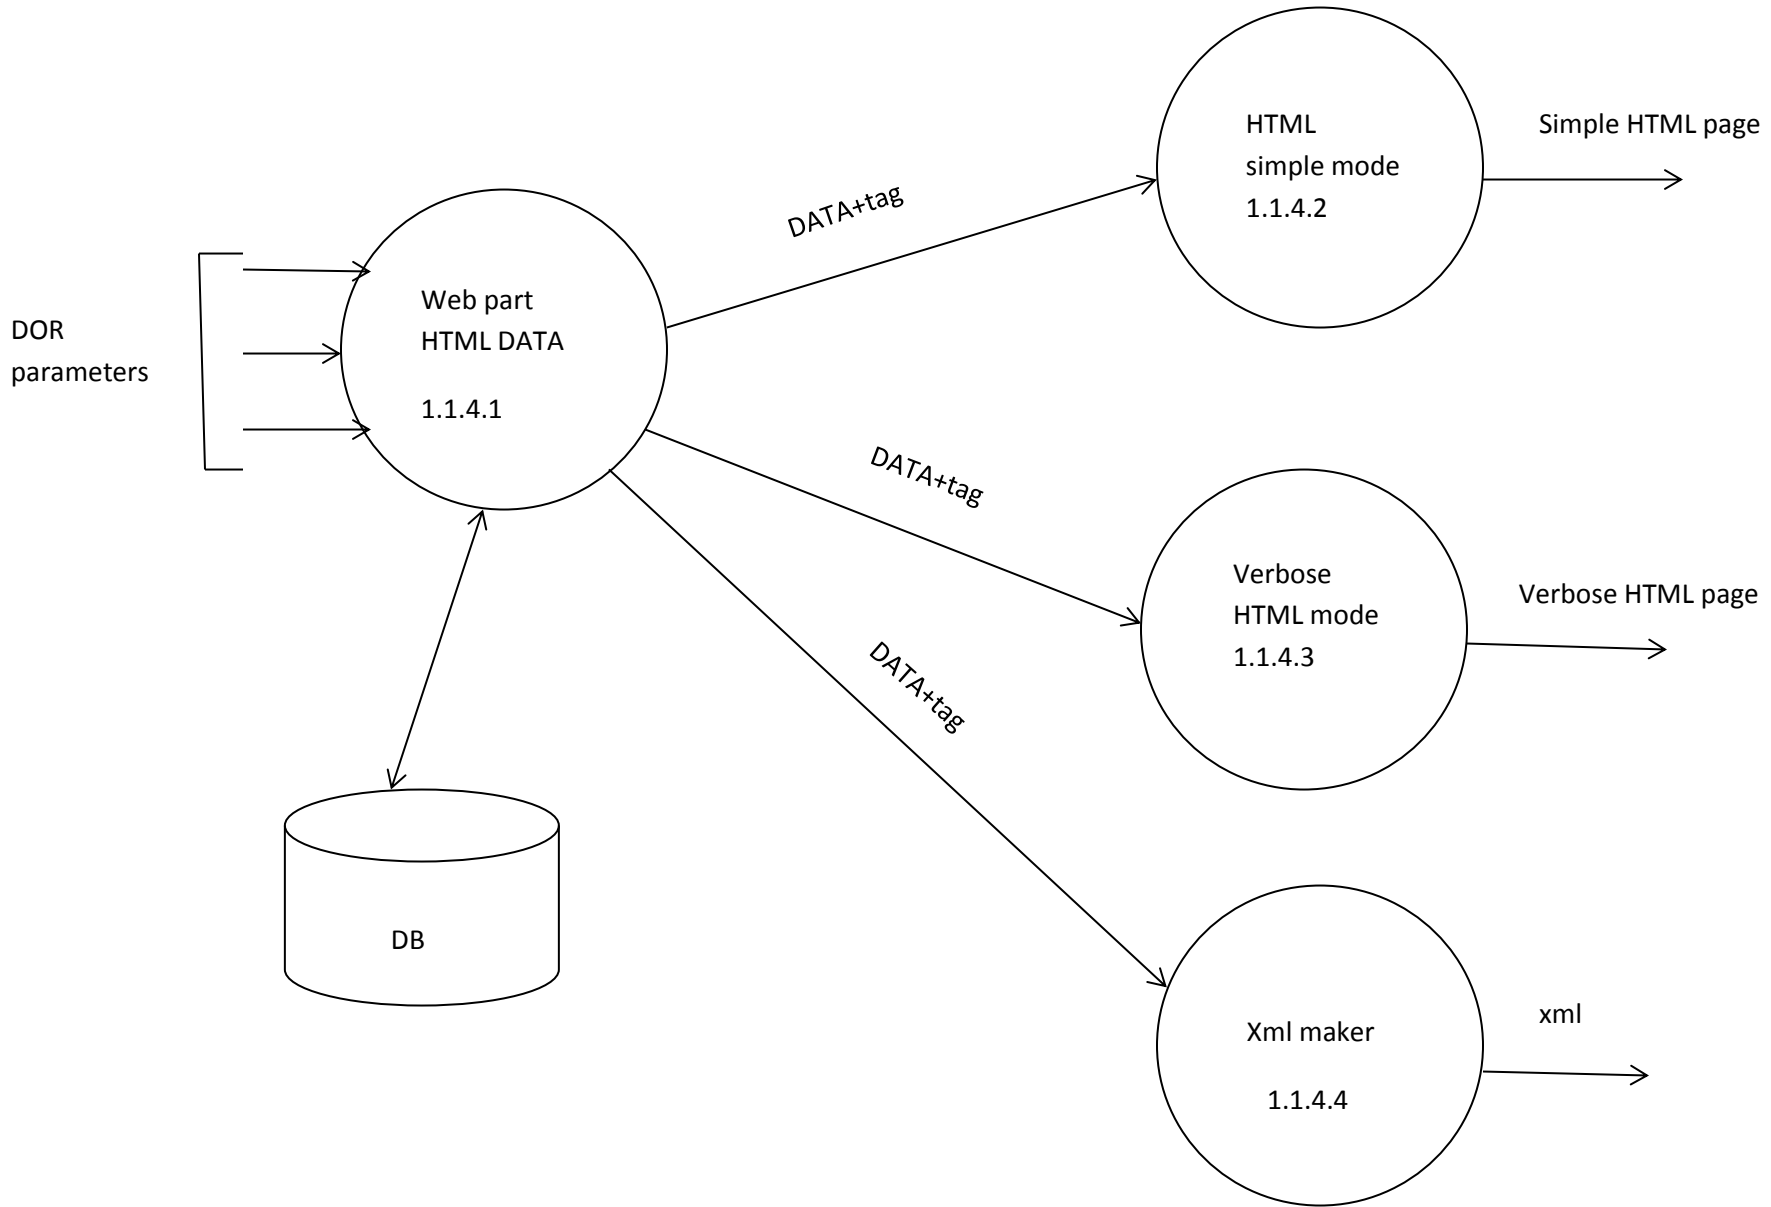 DOR
parameters
Web part
HTML DATA
1.1.4.1
DB
DATA+tag
DATA+tag
DATA+tag
HTML
simple mode
1.1.4.2
Simple HTML page
Verbose
HTML mode
1.1.4.3
Verbose HTML page
Xml maker
1.1.4.4
xml